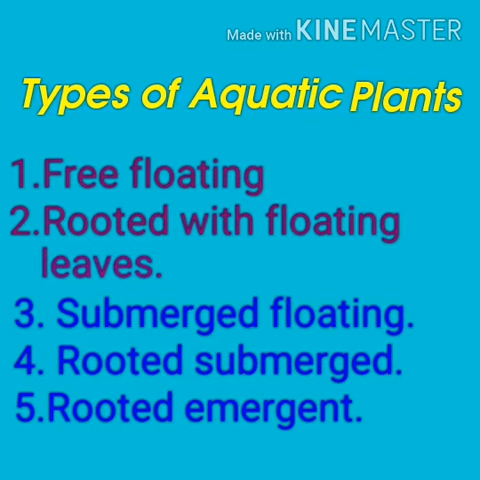 Made with KINEMASTER
Types of Aquatic Plants
1.Free floating
2.Rooted with floating
leaves.
3. Submerged floating.
4. Rooted submerged.
5.Rooted emergent.